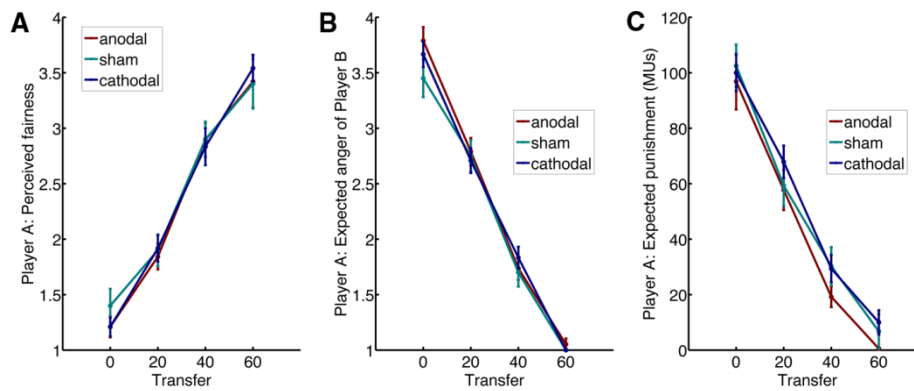 A
Player A: Perceived fairness
4
3.5
3
2.5
2
1.5
1
anodal
sham
cathodal
0 20 40 60
Transfer
B
Player A: Expected anger of Player B
4
3.5
3
2.5
2
1.5
1
anodal
sham
cathodal
0 20 40 60
Transfer
C
Player A: Expected punishment (MUs)
120
100
80
60
40
20
0
anodal
sham
cathodal
0 20 40 60
Transfer